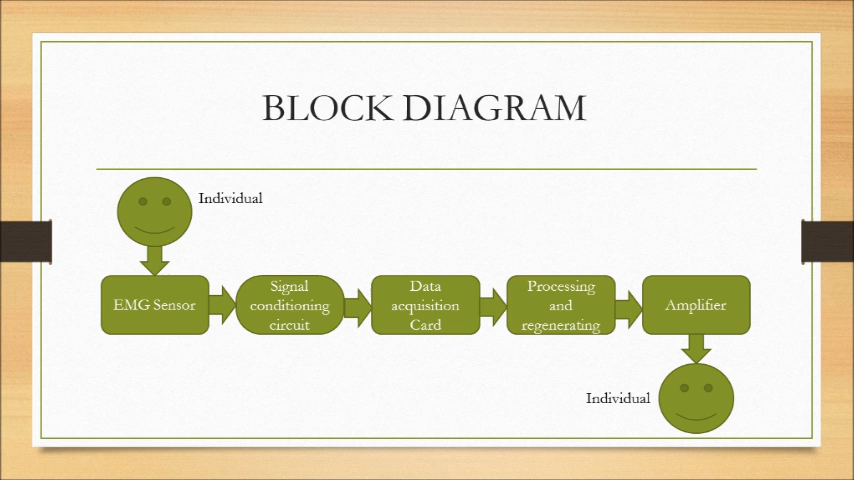 BLOCK DIAGRAM
Individual
EMG Sensor
Signal
conditioning
circuit
Data
acquisition
Card
Processing
and
regenerating
Amplifier
Individual